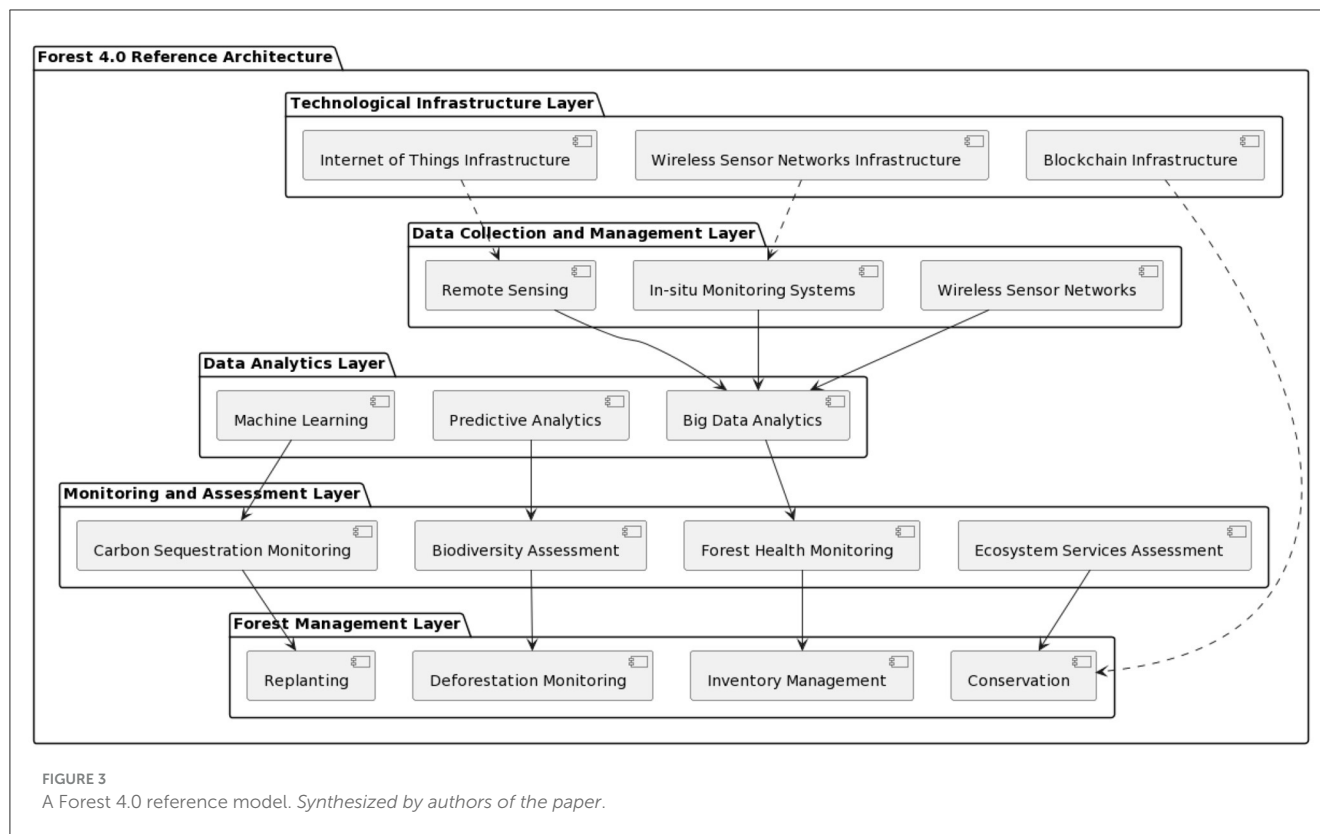 Forest 4.0 Reference Architecture
Technological Infrastructure Layer
Internet of Things Infrastructure
Wireless Sensor Networks Infrastructure
Blockchain Infrastructure
Data Collection and Management Layer
Remote Sensing
In-situ Monitoring Systems
Wireless Sensor Networks
Data Analytics Layer
Machine Learning
Predictive Analytics
Big Data Analytics
Monitoring and Assessment Layer
Carbon Sequestration Monitoring
Biodiversity Assessment
Forest Health Monitoring
Ecosystem Services Assessment
Forest Management Layer
Replanting
Deforestation Monitoring
Inventory Management
Conservation
FIGURE 3
A Forest 4.0 reference model. Synthesized by authors of the paper.